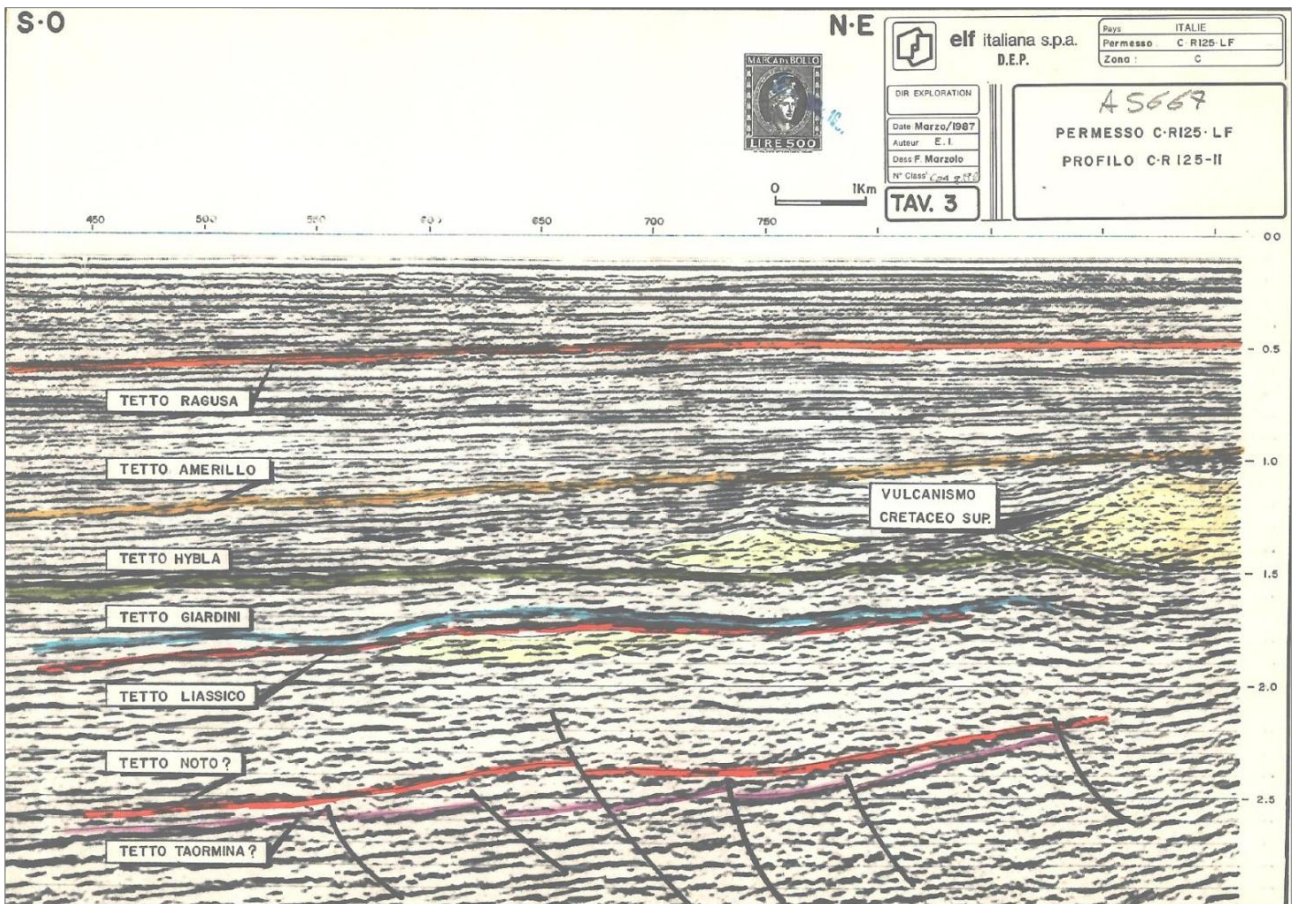 S·O
N·E
MARCA DA BOLLO
LIRE 500
elf italiana s.p.a.
D.E.P.
Pays ITALIE
Permesso: C·R125·LF
Zona: C
DIR EXPLORATION
Date Marzo/1987
Auteur E.I.
Dess F. Marzolo
N° Class
TAV. 3
A5667
PERMESSO C·R125·LF
PROFILO C·R 125-11
0 1Km
450 500 550 600 650 700 750
00
0.5
TETTO RAGUSA
1.0
TETTO AMERILLO
VULCANISMO
CRETACEO SUP.
TETTO HYBLA
1.5
TETTO GIARDINI
TETTO LIASSICO
2.0
TETTO NOTO?
2.5
TETTO TAORMINA?